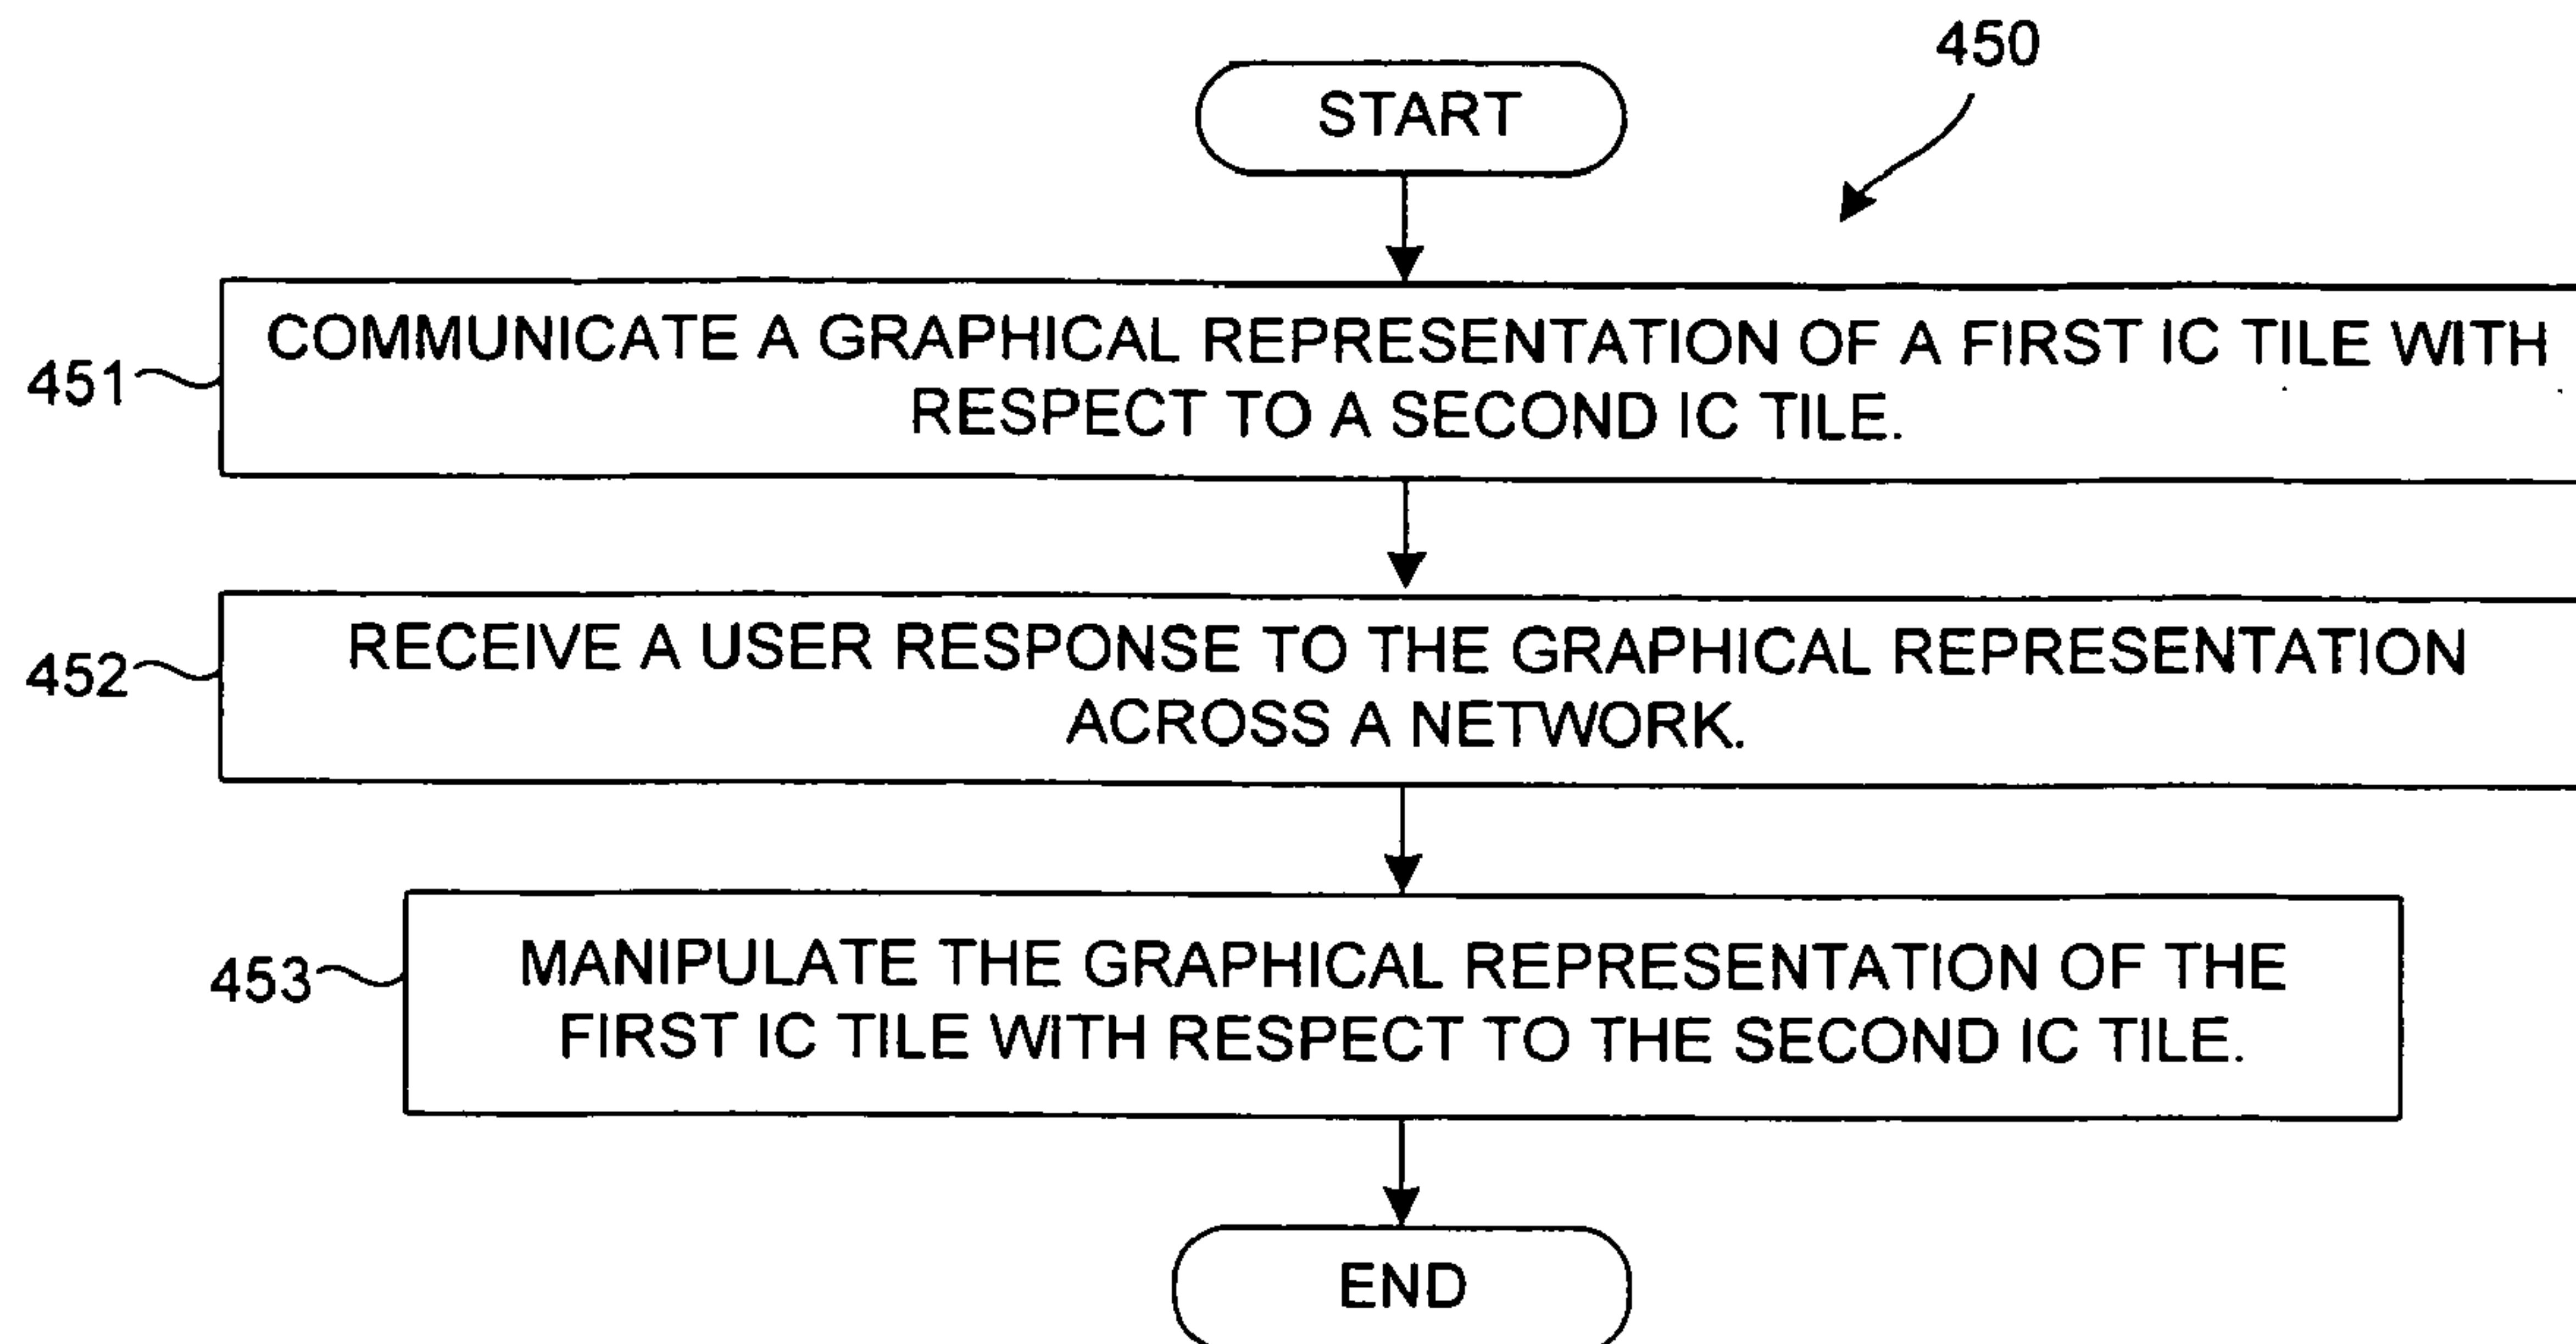 450
START
451
COMMUNICATE A GRAPHICAL REPRESENTATION OF A FIRST IC TILE WITH
RESPECT TO A SECOND IC TILE.
452
RECEIVE A USER RESPONSE TO THE GRAPHICAL REPRESENTATION
ACROSS A NETWORK.
453
MANIPULATE THE GRAPHICAL REPRESENTATION OF THE
FIRST IC TILE WITH RESPECT TO THE SECOND IC TILE.
END